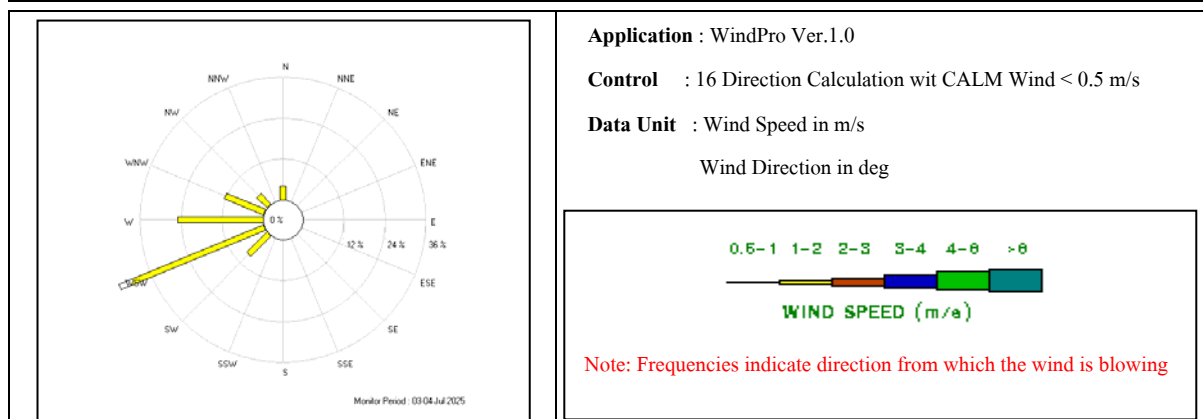 N
NNW
NNE
NW
NE
WNW
ENE
W
0 %
E
12 %
24 %
36 %
ESE
SW
SE
SSW
SSE
S
Monitor Period : 03-04 Jul 2025
Application : WindPro Ver.1.0
Control : 16 Direction Calculation wit CALM Wind < 0.5 m/s
Data Unit : Wind Speed in m/s
Wind Direction in deg
0.5-1 1-2 2-3 3-4 4-6 >6
WIND SPEED (m/s)
Note: Frequencies indicate direction from which the wind is blowing